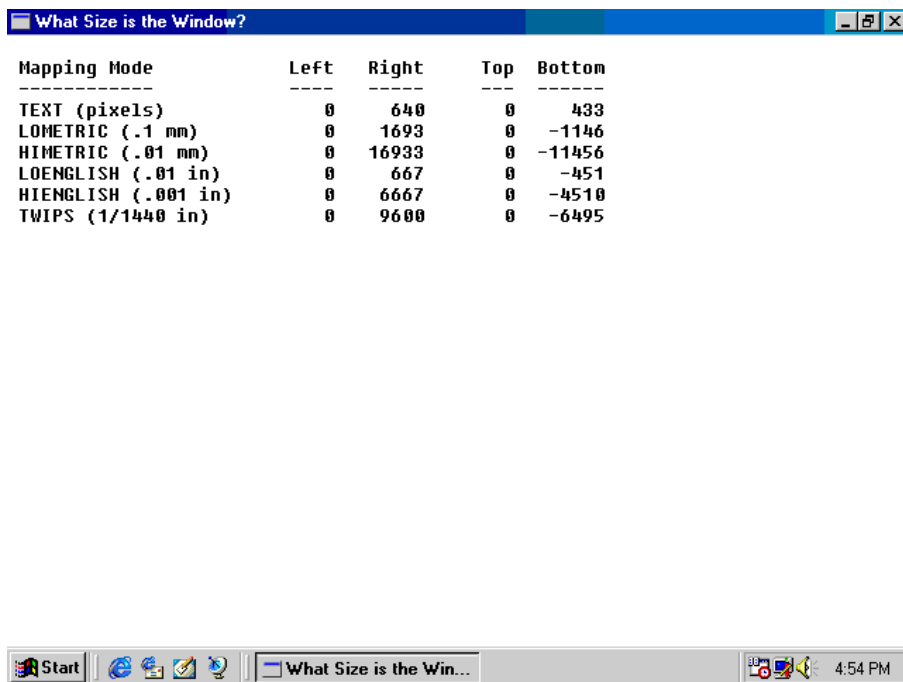 What Size is the Window?
Mapping Mode Left Right Top Bottom
------------ ---- ----- --- ------
TEXT (pixels) 0 640 0 433
LOMETRIC (.1 mm) 0 1693 0 -1146
HIMETRIC (.01 mm) 0 16933 0 -11456
LOENGLISH (.01 in) 0 667 0 -451
HIENGLISH (.001 in) 0 6667 0 -4510
TWIPS (1/1440 in) 0 9600 0 -6495
Start What Size is the Win... 4:54 PM